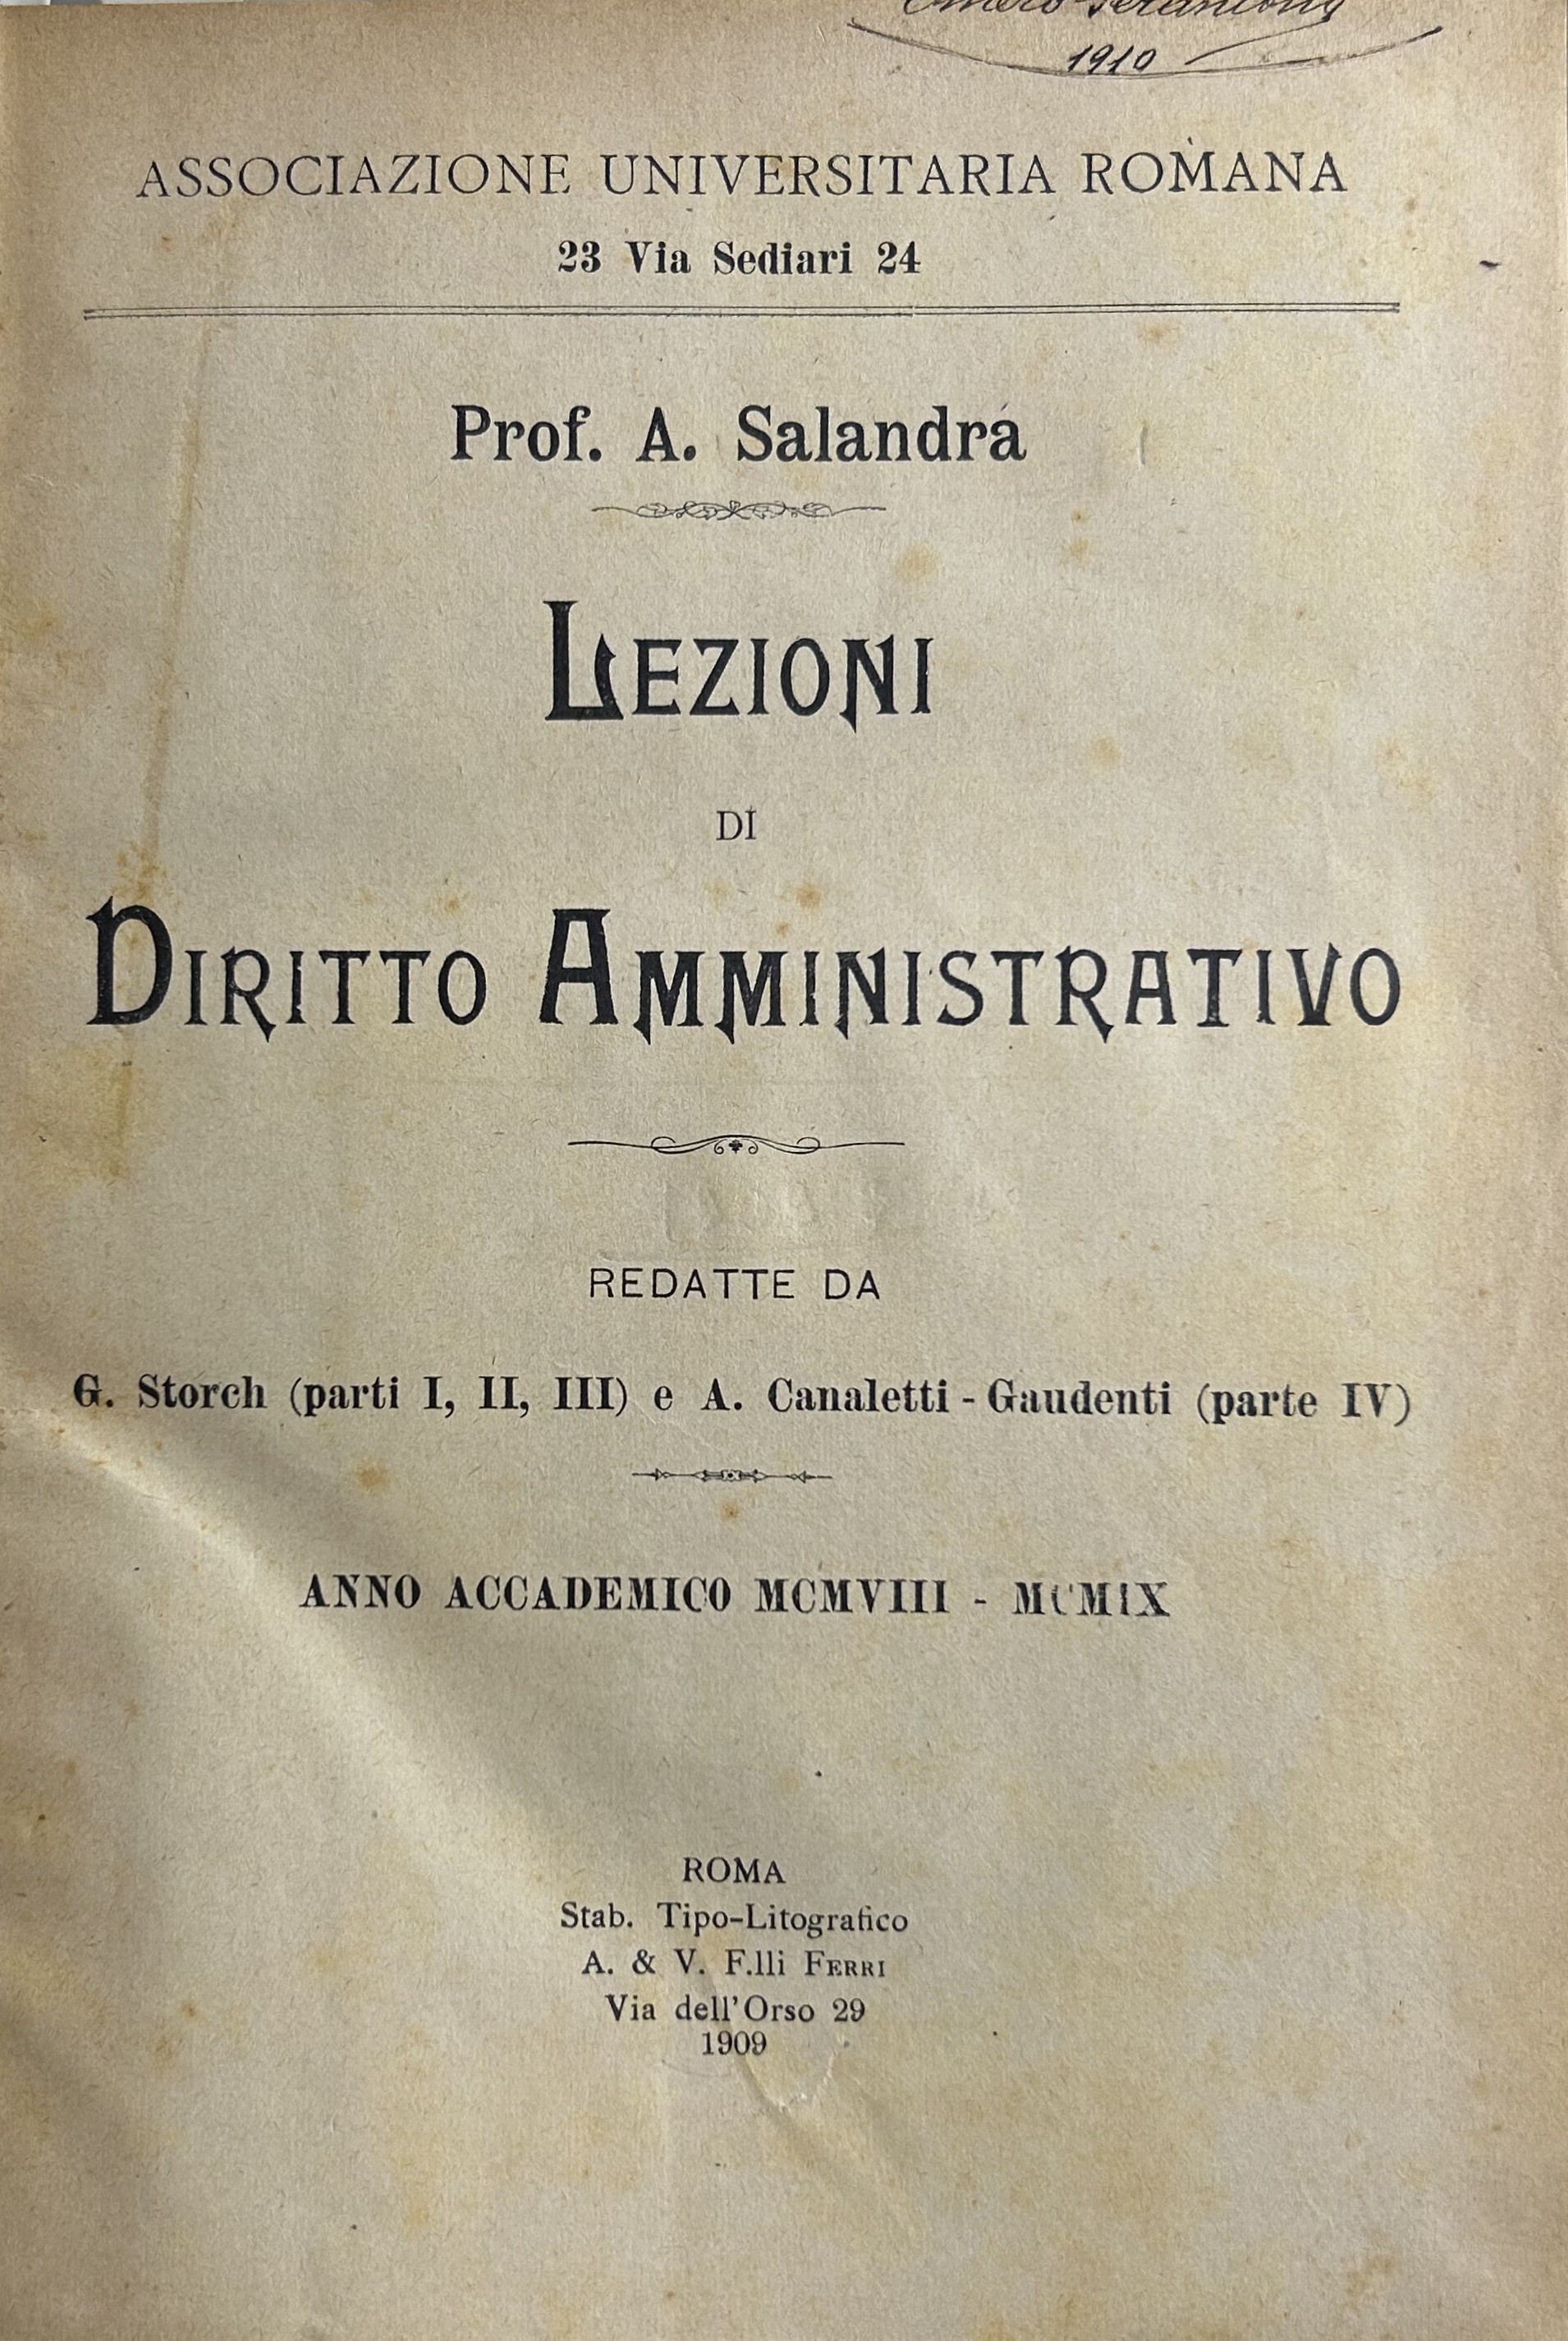 1910
ASSOCIAZIONE UNIVERSITARIA ROMANA
23 Via Sediari 24
Prof. A. Salandra
LEZIONI
DI
DIRITTO AMMINISTRATIVO
REDATTE DA
G. Storch (parti I, II, III) e A. Canaletti - Gaudenti (parte IV)
ANNO ACCADEMICO MCMVIII - MCMIX
ROMA
Stab. Tipo-Litografico
A. & V. F.lli FERRI
Via dell'Orso 29
1909